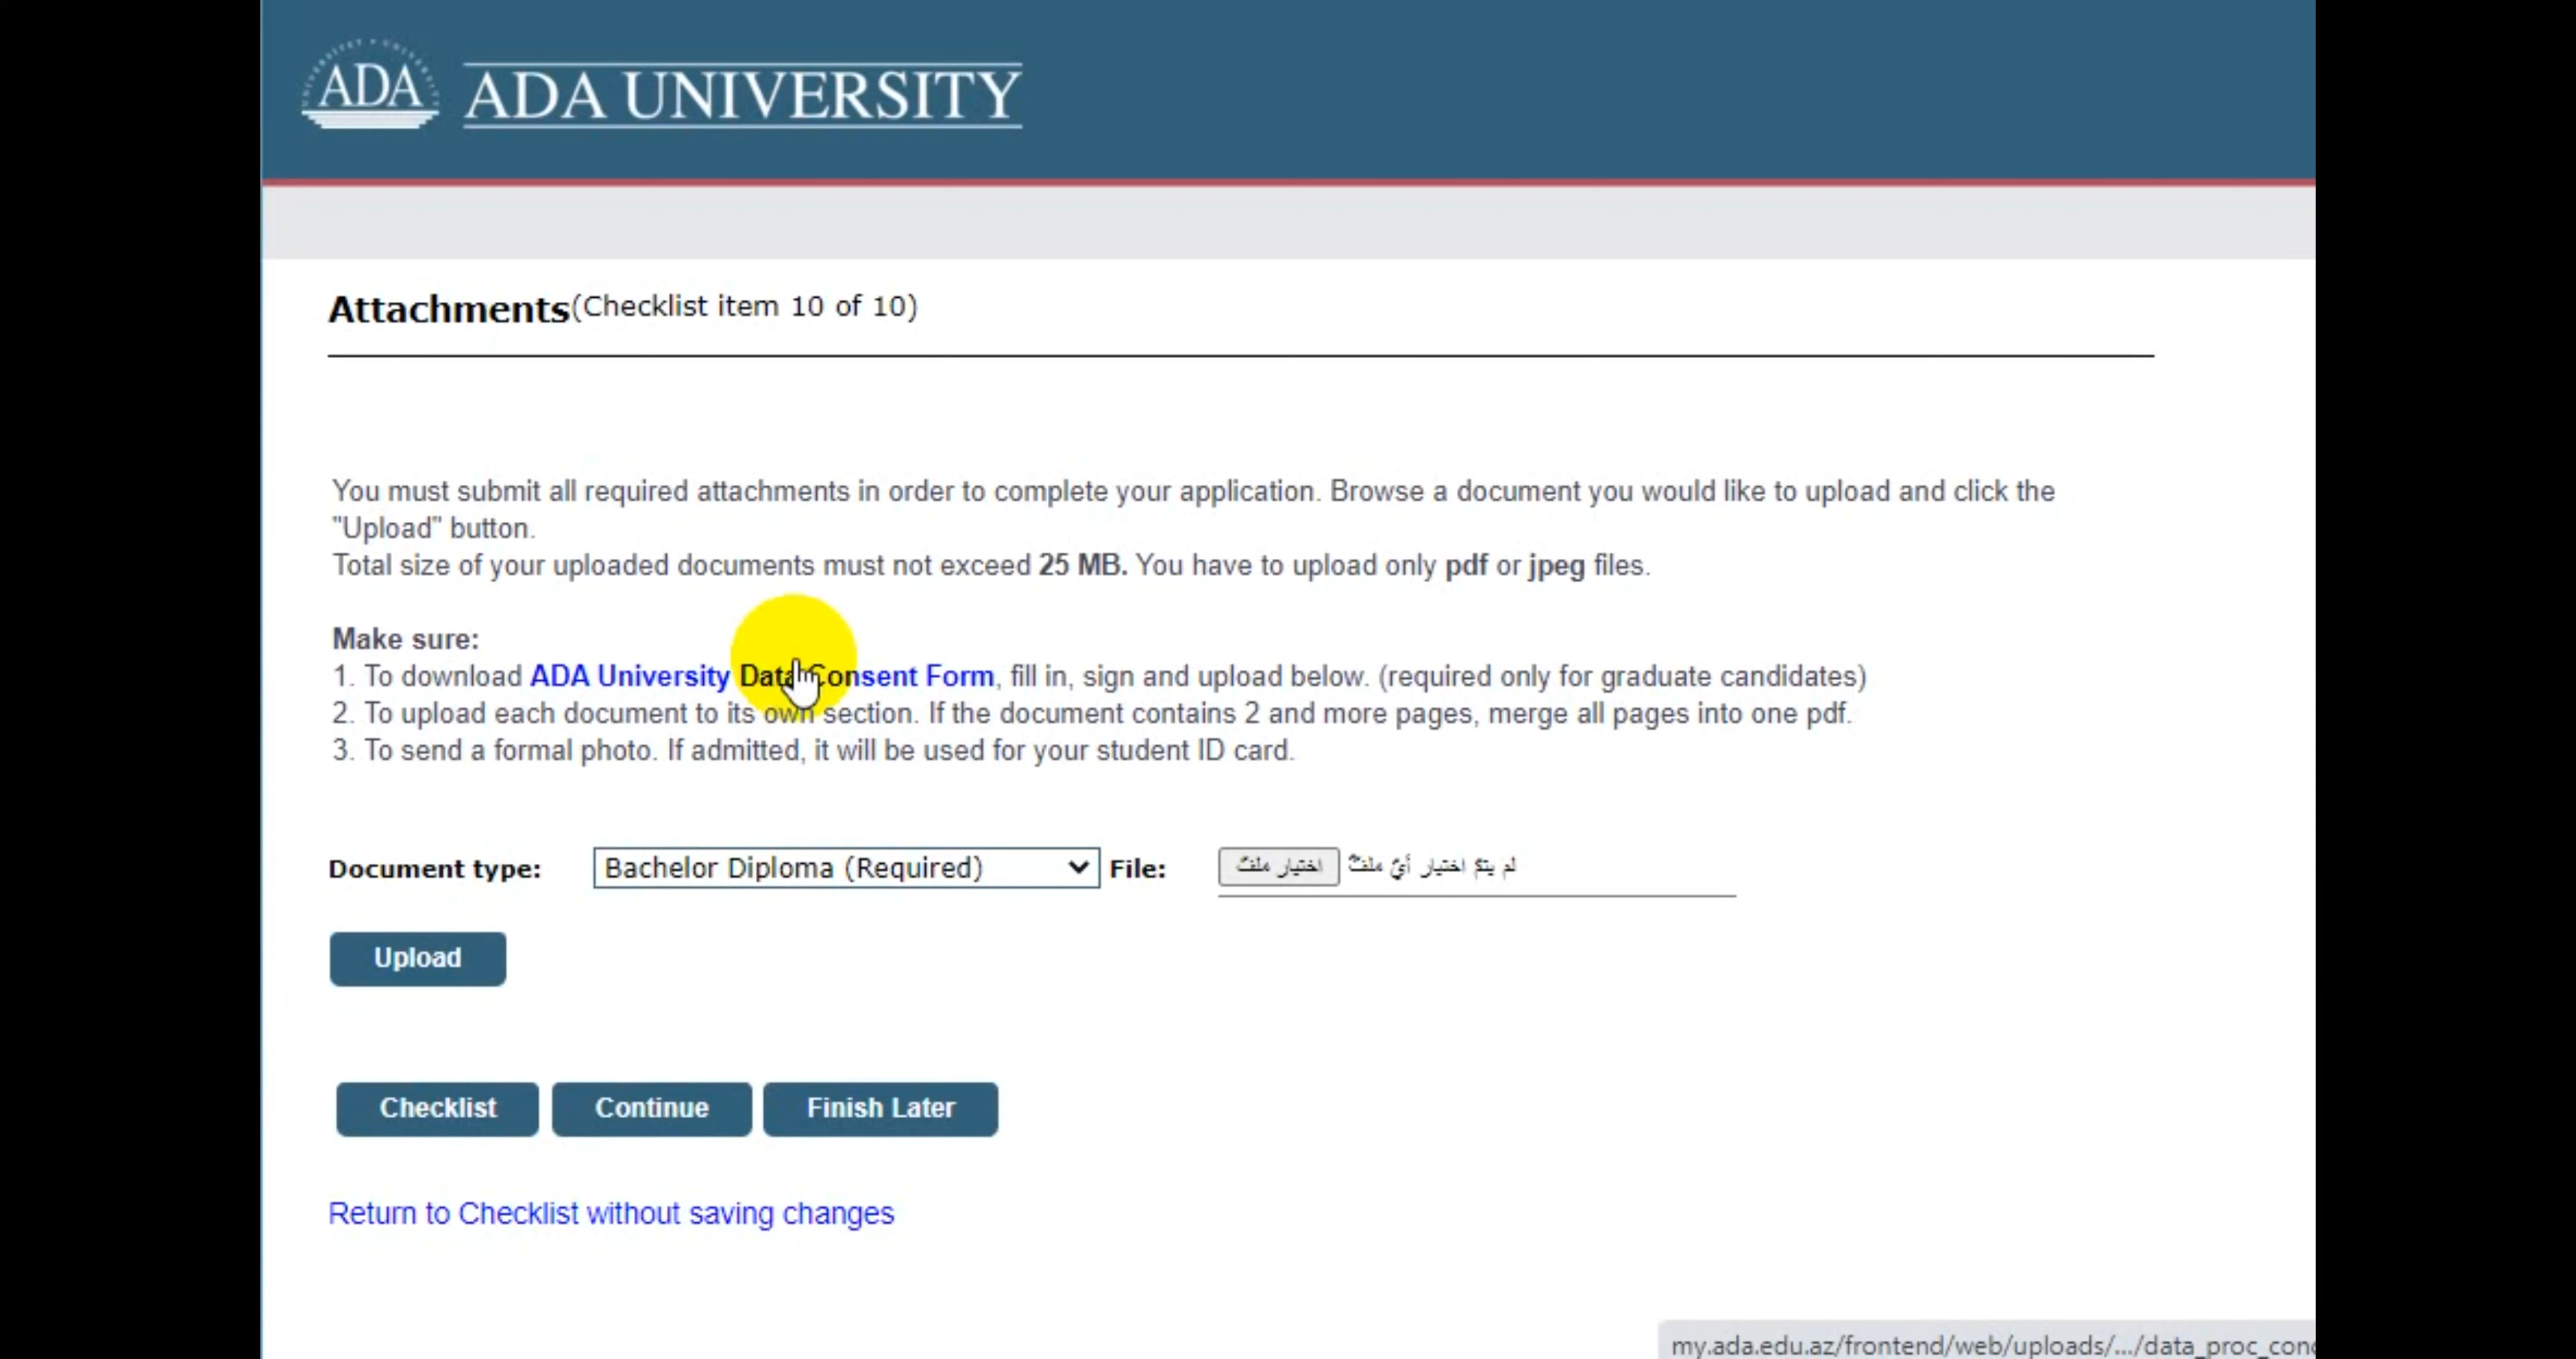 ADA ADA UNIVERSITY
Attachments(Checklist item 10 of 10)
You must submit all required attachments in order to complete your application. Browse a document you would like to upload and click the
"Upload" button.
Total size of your uploaded documents must not exceed 25 MB. You have to upload only pdf or jpeg files.
Make sure:
1. To download ADA University Data Consent Form, fill in, sign and upload below. (required only for graduate candidates)
2. To upload each document to its own section. If the document contains 2 and more pages, merge all pages into one pdf.
3. To send a formal photo. If admitted, it will be used for your student ID card.
Document type: Bachelor Diploma (Required) File: اختيار ملفّ لم يتمّ اختيار أيّ ملفّ
Upload
Checklist Continue Finish Later
Return to Checklist without saving changes
my.ada.edu.az/frontend/web/uploads/.../data_proc_con